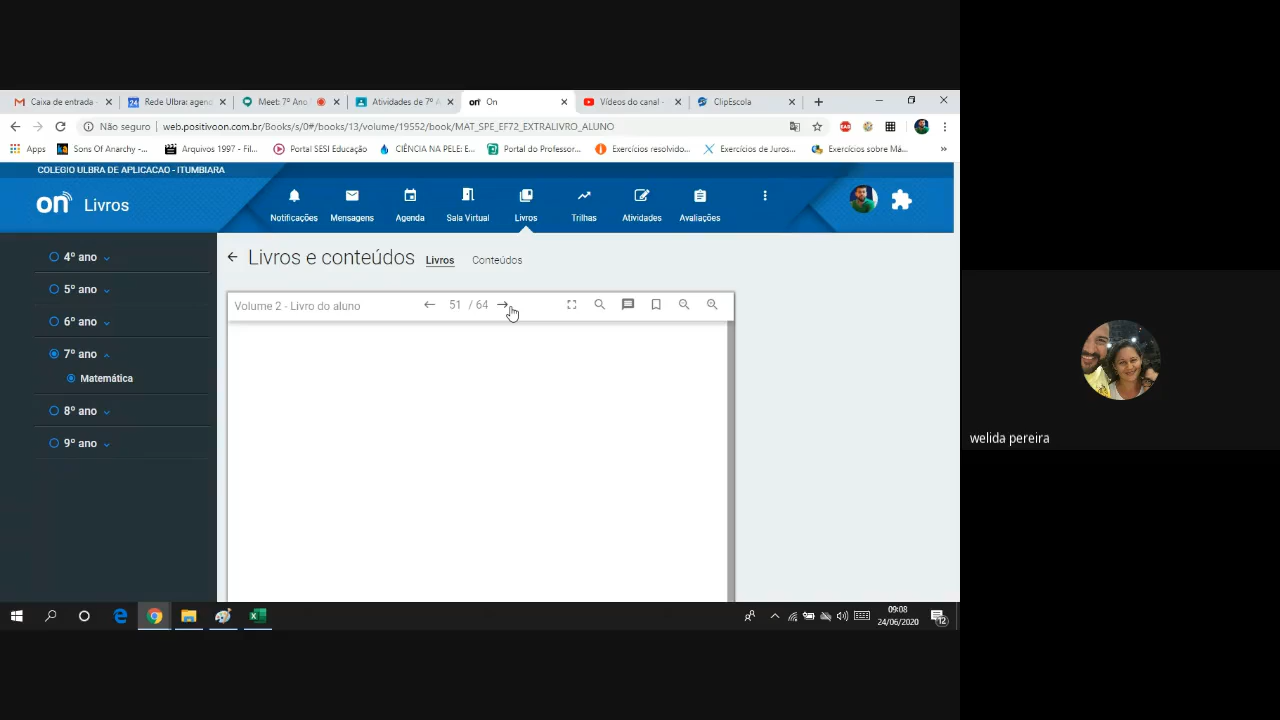 Caixa de entrada
Rede Ulbra: agen
Meet: 7º Ano
Atividades de 7º A
On
Vídeos do canal -
ClipEscola
Não seguro
web.positivoon.com.br/Books/s/0#/books/13/volume/19552/book/MAT_SPE_EF72_EXTRALIVRO_ALUNO
Apps
Sons Of Anarchy -...
Arquivos 1997 - Fil...
Portal SESI Educação
CIÊNCIA NA PELE: E...
Portal do Professor...
Exercícios resolvido...
Exercícios de Juros...
Exercícios sobre Má...
COLEGIO ULBRA DE APLICACAO - ITUMBIARA
on Livros
Notificações
Mensagens
Agenda
Sala Virtual
Livros
Trilhas
Atividades
Avaliações
4º ano
5º ano
6º ano
7º ano
Matemática
8º ano
9º ano
Livros e conteúdos
Livros
Conteúdos
Volume 2 - Livro do aluno
51 / 64
welida pereira
09:08
24/06/2020
12